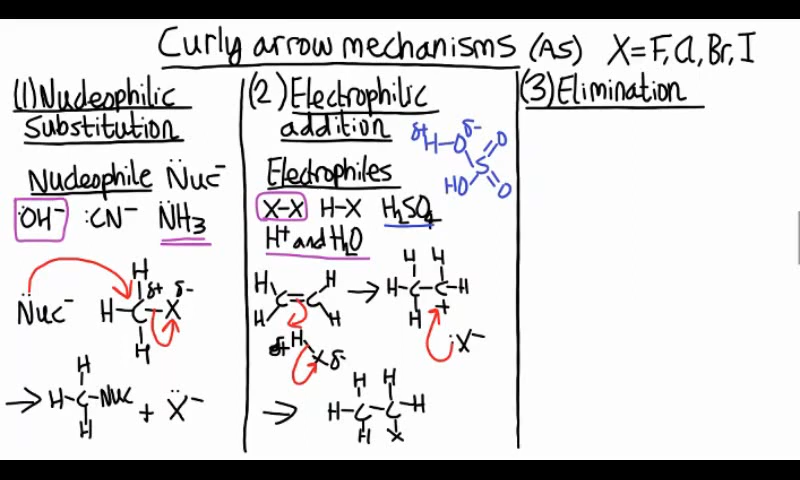 Curly arrow mechanisms (AS) X=F, Cl, Br, I
(1) Nucleophilic
Substitution
Nucleophile :Nuc⁻
:OH⁻ :CN⁻ :NH₃
H
δ+ δ-
H-C-X
:Nuc⁻
H
H
→ H-C-Nuc + :X⁻
H
(2) Electrophilic
addition
δ+ δ-
H-O O
S
HO O
Electrophiles
X-X H-X H₂SO₄
H⁺ and H₂O
H H
C=C
H H
δ+ H
X δ-
→
H H
H-C-C-H
H +
:X⁻
→
H H
H-C-C-H
H X
(3) Elimination